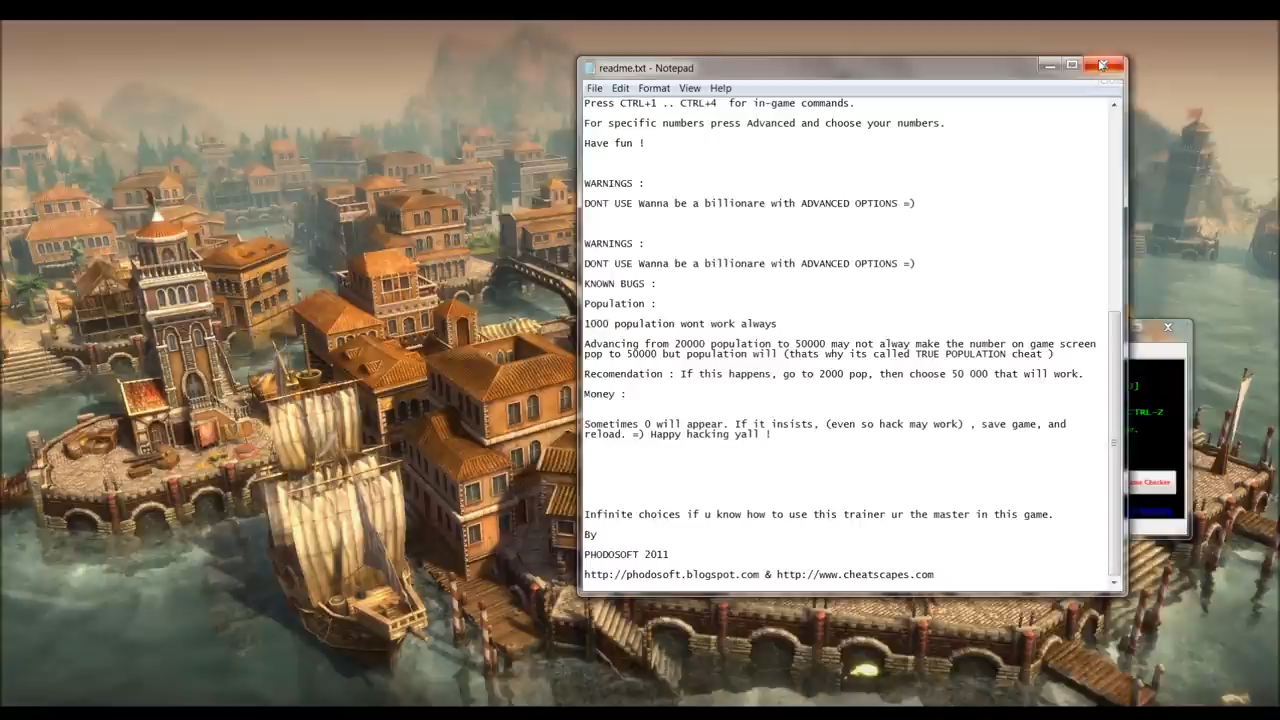 readme.txt - Notepad
File Edit Format View Help
Press CTRL+1 .. CTRL+4 for in-game commands.
For specific numbers press Advanced and choose your numbers.
Have fun !
WARNINGS :
DONT USE Wanna be a billionare with ADVANCED OPTIONS =)
WARNINGS :
DONT USE Wanna be a billionare with ADVANCED OPTIONS =)
KNOWN BUGS :
Population :
1000 population wont work always
Advancing from 20000 population to 50000 may not alway make the number on game screen
pop to 50000 but population will (thats why its called TRUE POPULATION cheat )
Recomendation : If this happens, go to 2000 pop, then choose 50 000 that will work.
Money :
Sometimes 0 will appear. If it insists, (even so hack may work) , save game, and
reload. =) Happy hacking yall !
Infinite choices if u know how to use this trainer ur the master in this game.
By
PHODOSOFT 2011
http://phodosoft.blogspot.com & http://www.cheatscapes.com
CTRL-Z
Checker